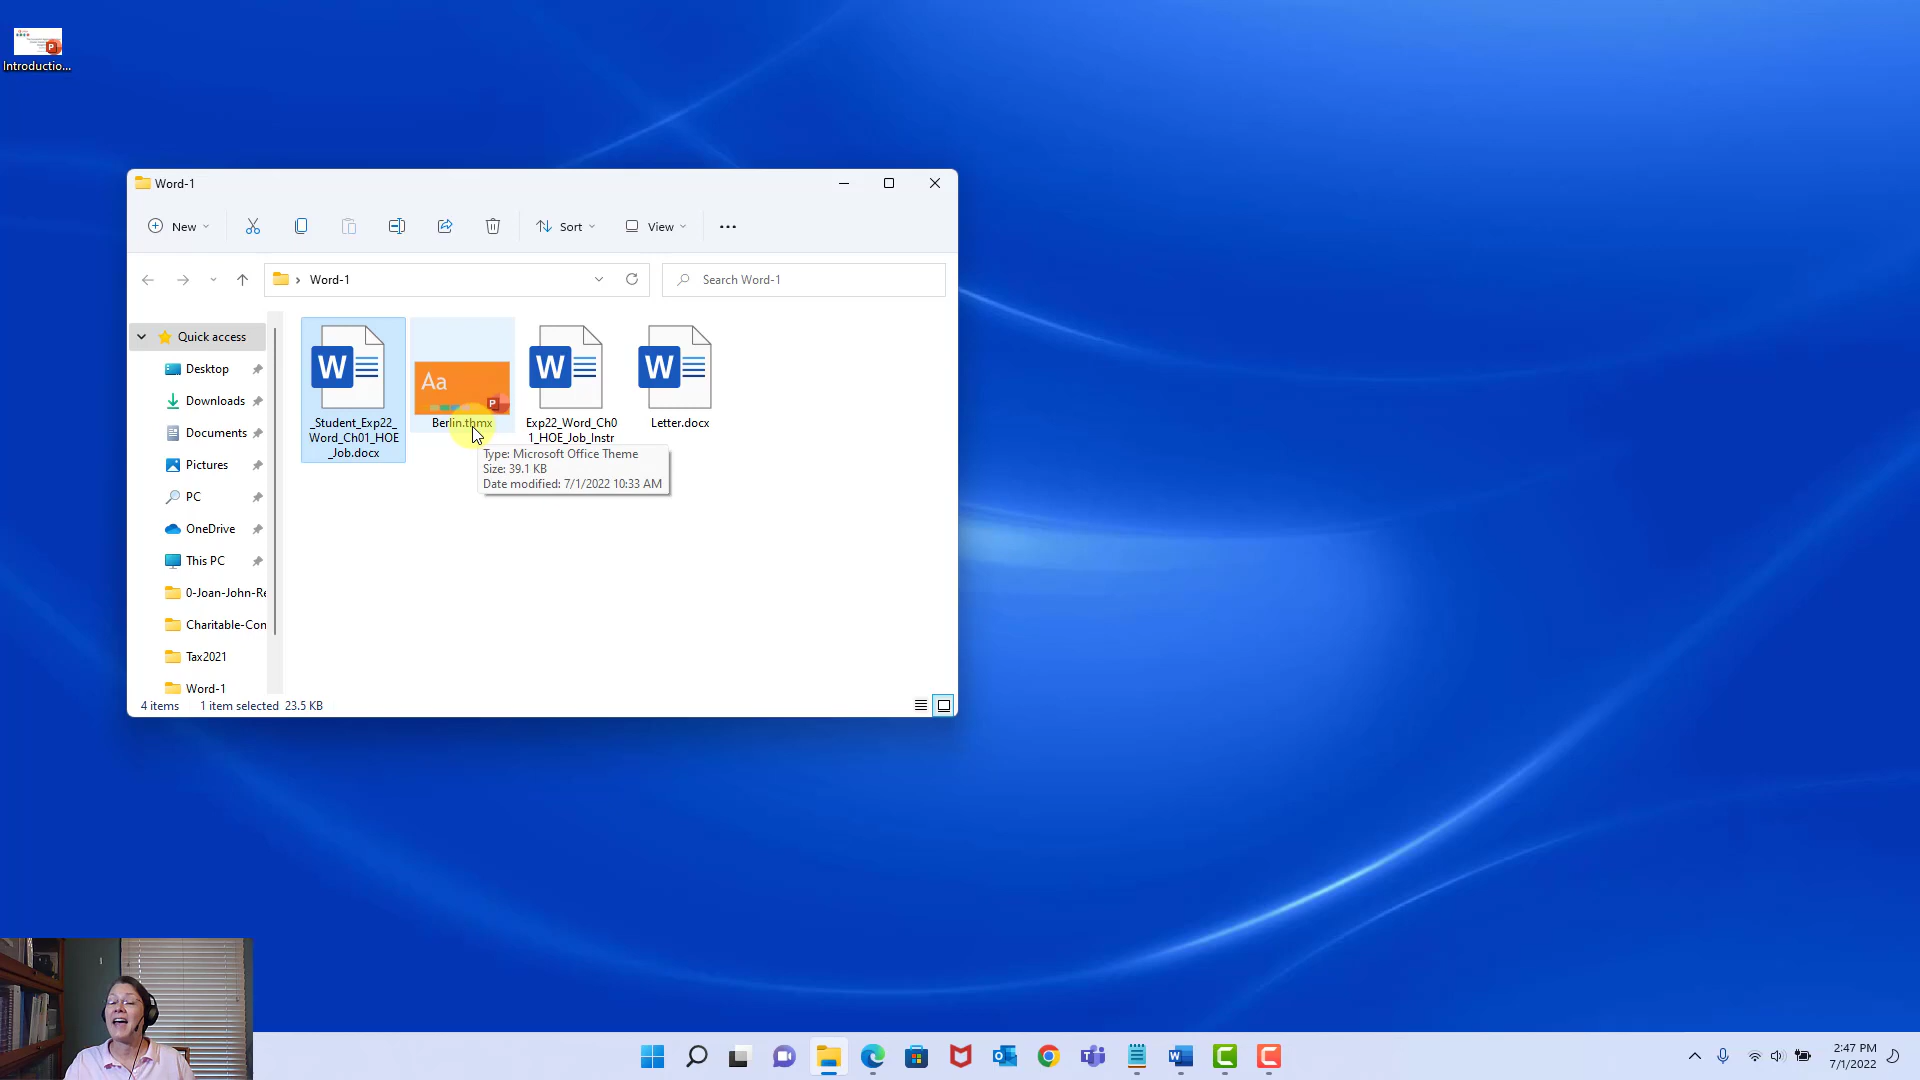 P
Introductio...
Word-1
New
Sort
View
Word-1
Search Word-1
Quick access
Desktop
Downloads
Documents
Pictures
PC
OneDrive
This PC
0-Joan-John-Re
Charitable-Con
Tax2021
Word-1
W
_Student_Exp22_
Word_Ch01_HOE
_Job.docx
Aa
P
Berlin.thmx
W
Exp22_Word_Ch0
1_HOE_Job_Instr
W
Letter.docx
Type: Microsoft Office Theme
Size: 39.1 KB
Date modified: 7/1/2022 10:33 AM
4 items
1 item selected 23.5 KB
2:47 PM
7/1/2022